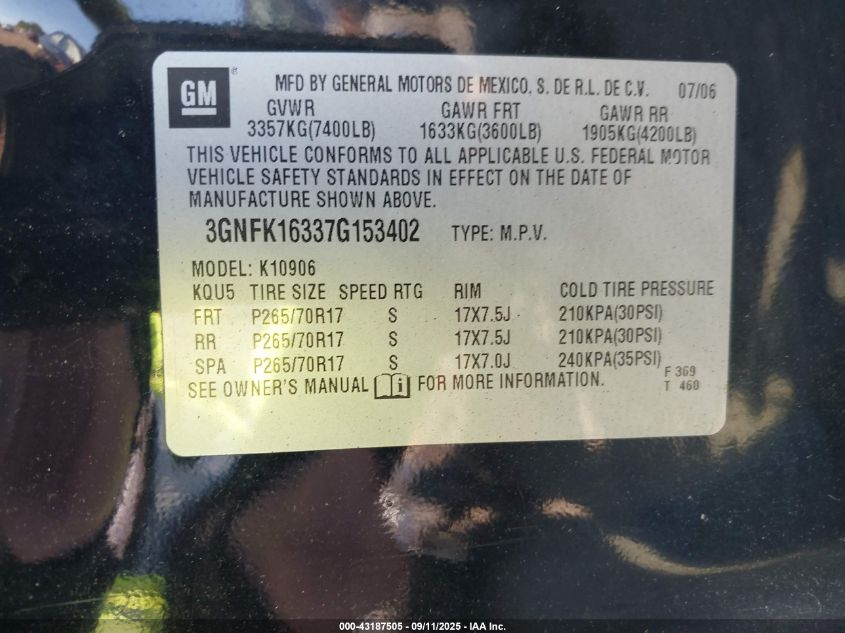 GM ® MFD BY GENERAL MOTORS DE MEXICO, S. DE R.L. DE C.V. 07/06
GVWR GAWR FRT GAWR RR
3357KG(7400LB) 1633KG(3600LB) 1905KG(4200LB)
THIS VEHICLE CONFORMS TO ALL APPLICABLE U.S. FEDERAL MOTOR
VEHICLE SAFETY STANDARDS IN EFFECT ON THE DATE OF
MANUFACTURE SHOWN ABOVE.
3GNFK16337G153402 TYPE: M.P.V.
MODEL: K10906
KQU5 TIRE SIZE SPEED RTG RIM COLD TIRE PRESSURE
FRT P265/70R17 S 17X7.5J 210KPA(30PSI)
RR P265/70R17 S 17X7.5J 210KPA(30PSI)
SPA P265/70R17 S 17X7.0J 240KPA(35PSI)
SEE OWNER'S MANUAL i FOR MORE INFORMATION.
F 369
T 460
000-43187505 - 09/11/2025 - IAA Inc.